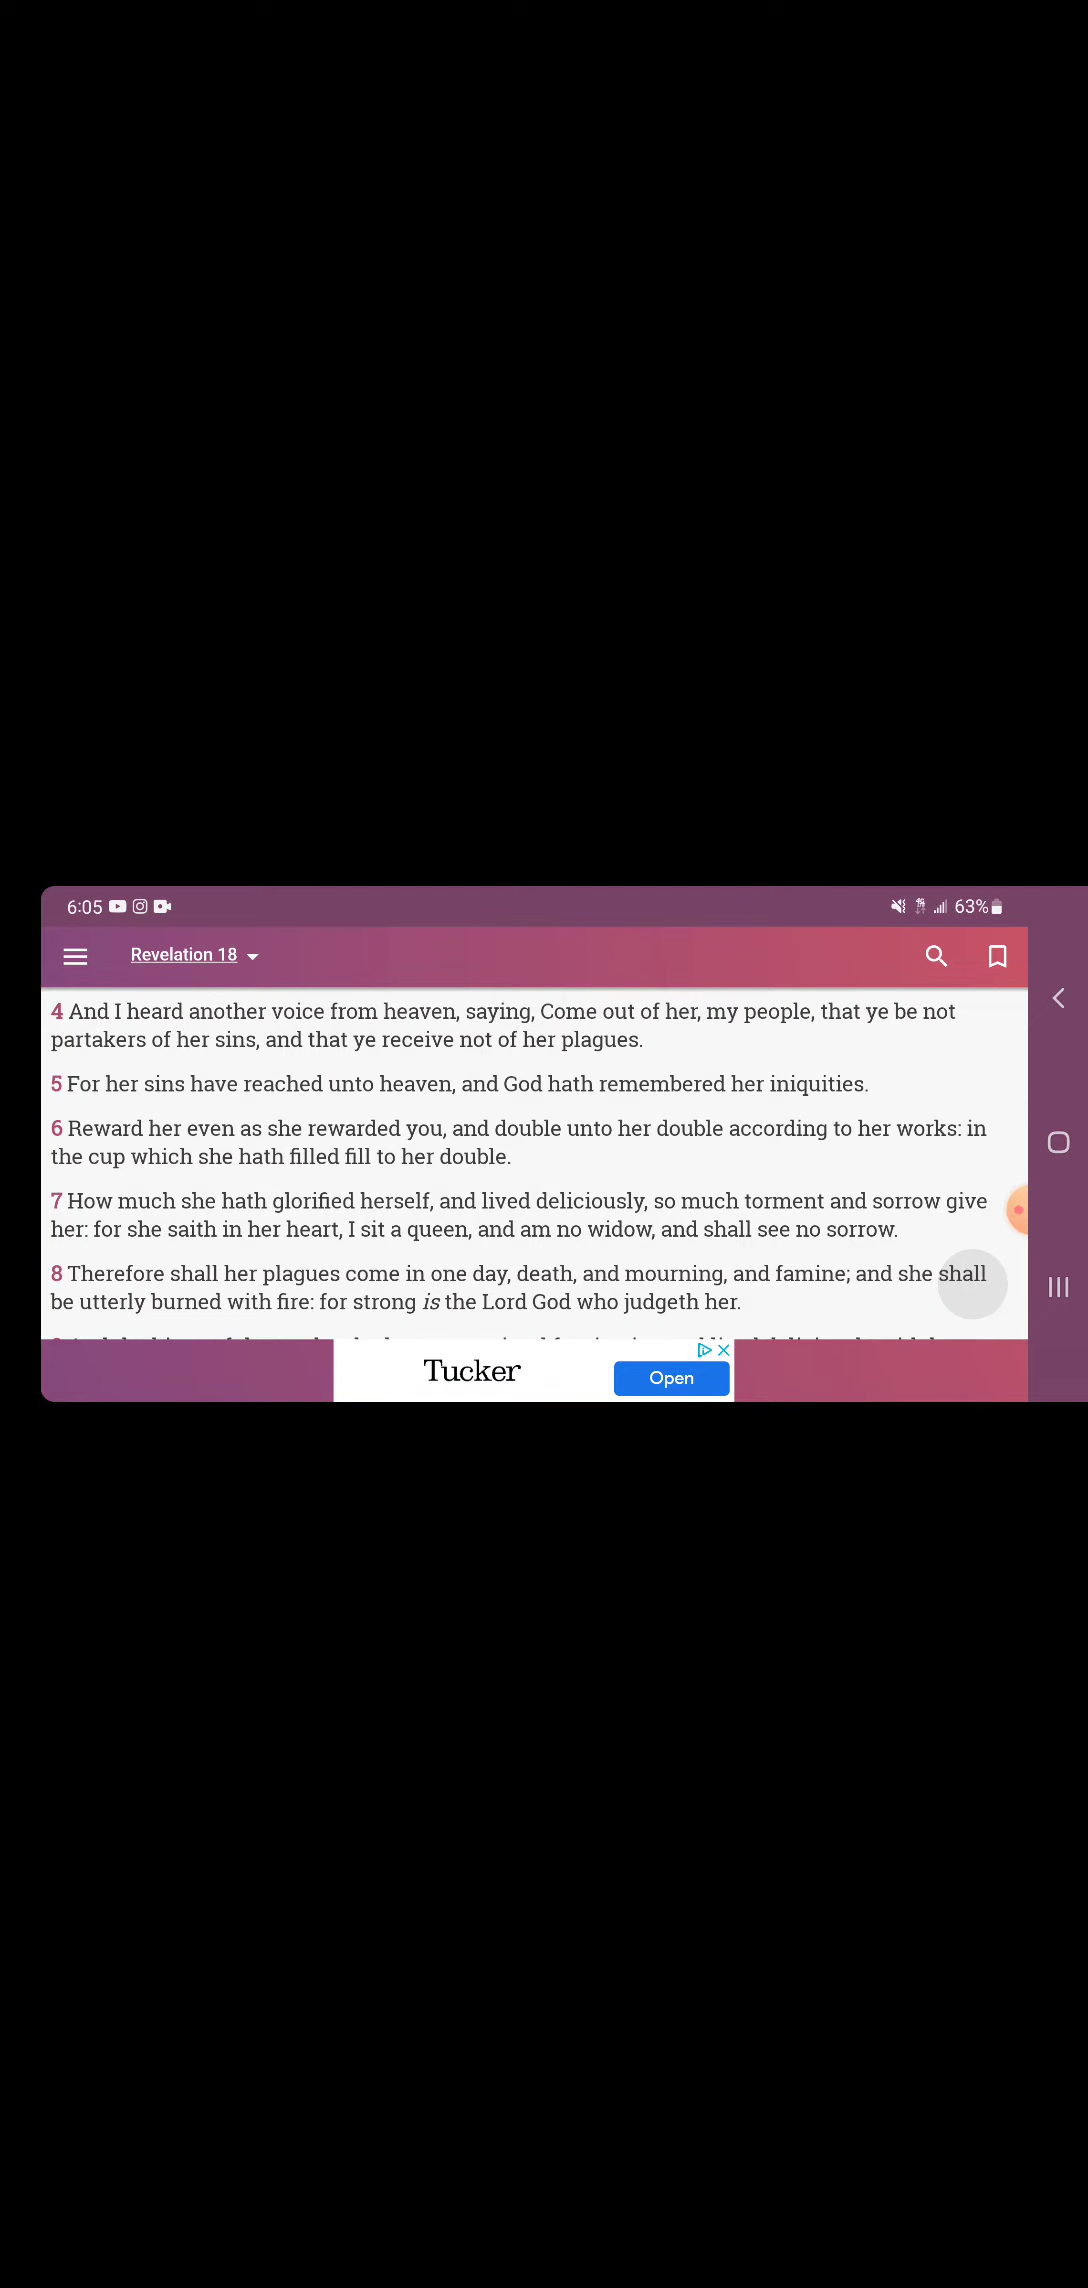 6:05
63%
Revelation 18
4 And I heard another voice from heaven, saying, Come out of her, my people, that ye be not
partakers of her sins, and that ye receive not of her plagues.
5 For her sins have reached unto heaven, and God hath remembered her iniquities.
6 Reward her even as she rewarded you, and double unto her double according to her works: in
the cup which she hath filled fill to her double.
7 How much she hath glorified herself, and lived deliciously, so much torment and sorrow give
her: for she saith in her heart, I sit a queen, and am no widow, and shall see no sorrow.
8 Therefore shall her plagues come in one day, death, and mourning, and famine; and she shall
be utterly burned with fire: for strong is the Lord God who judgeth her.
Tucker
Open